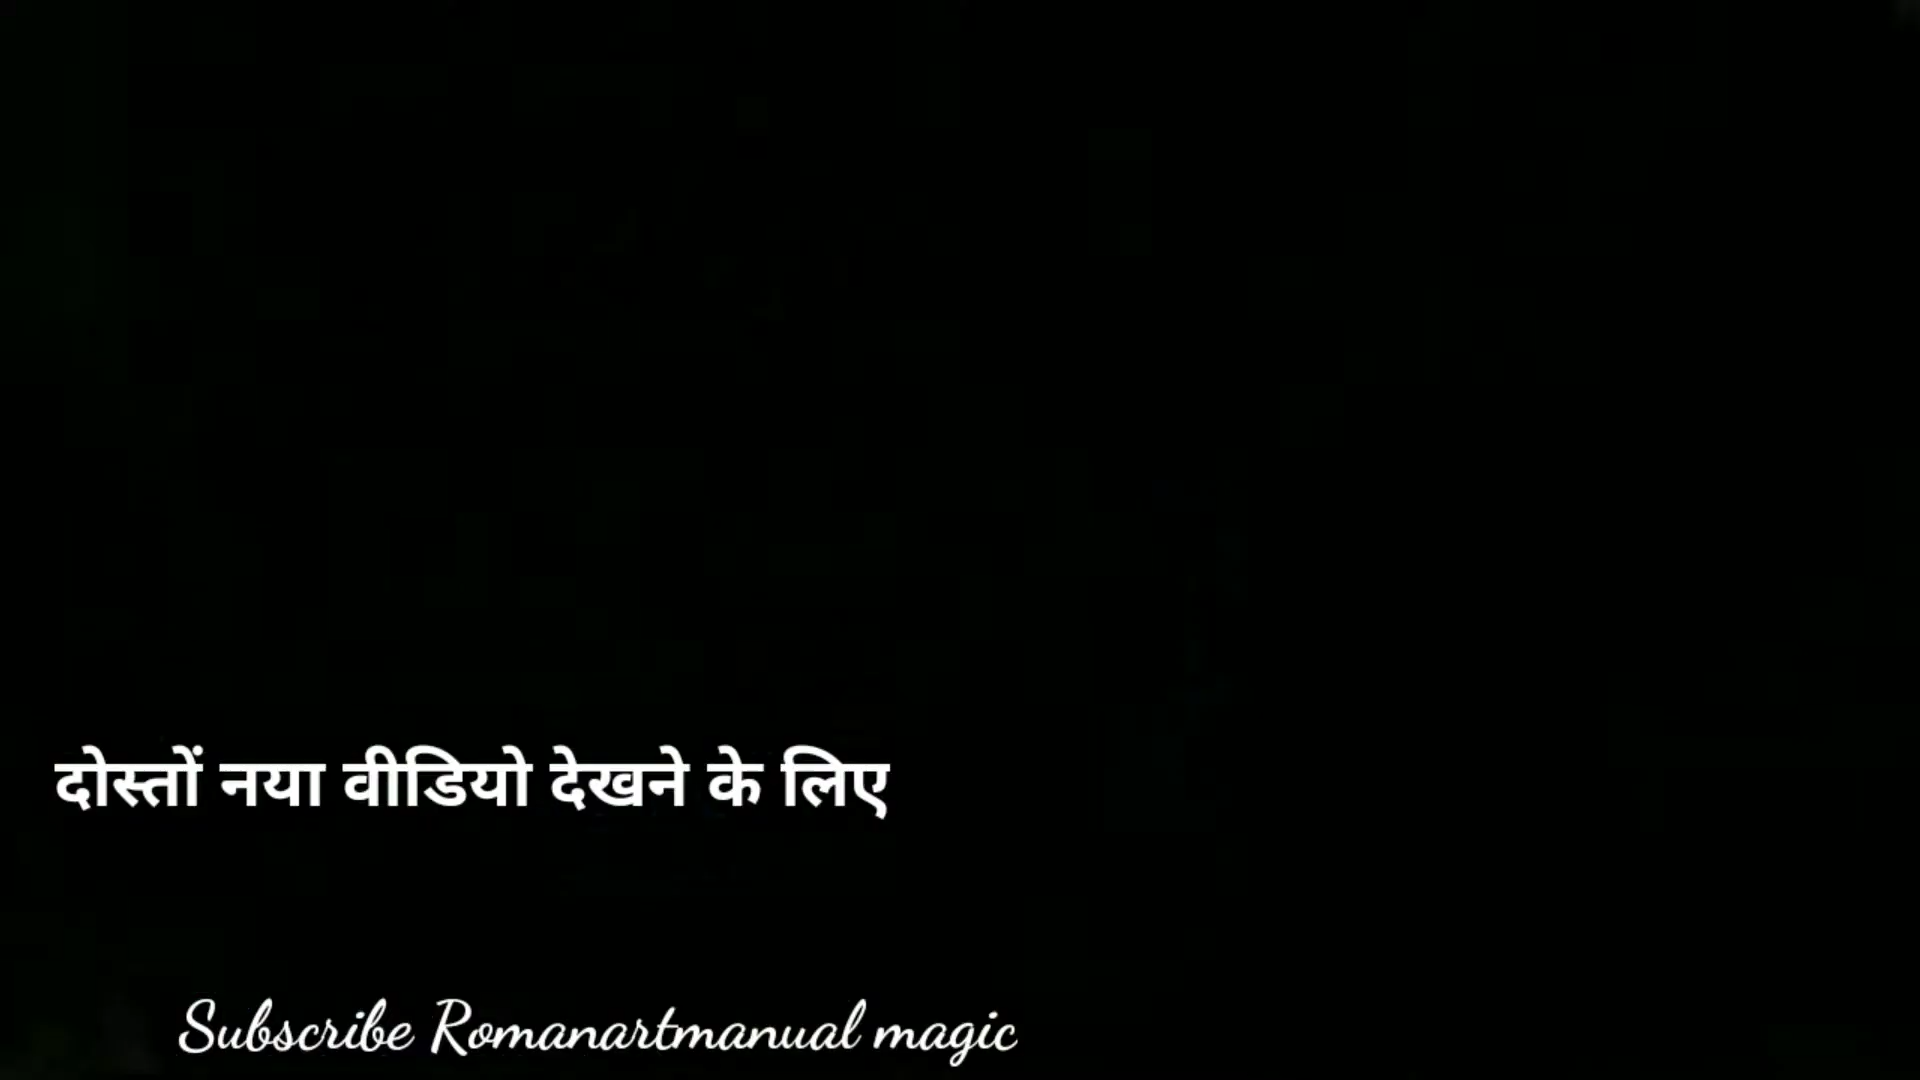 दोस्तों नया वीडियो देखने के लिए
Subscribe Romanartmanual magic